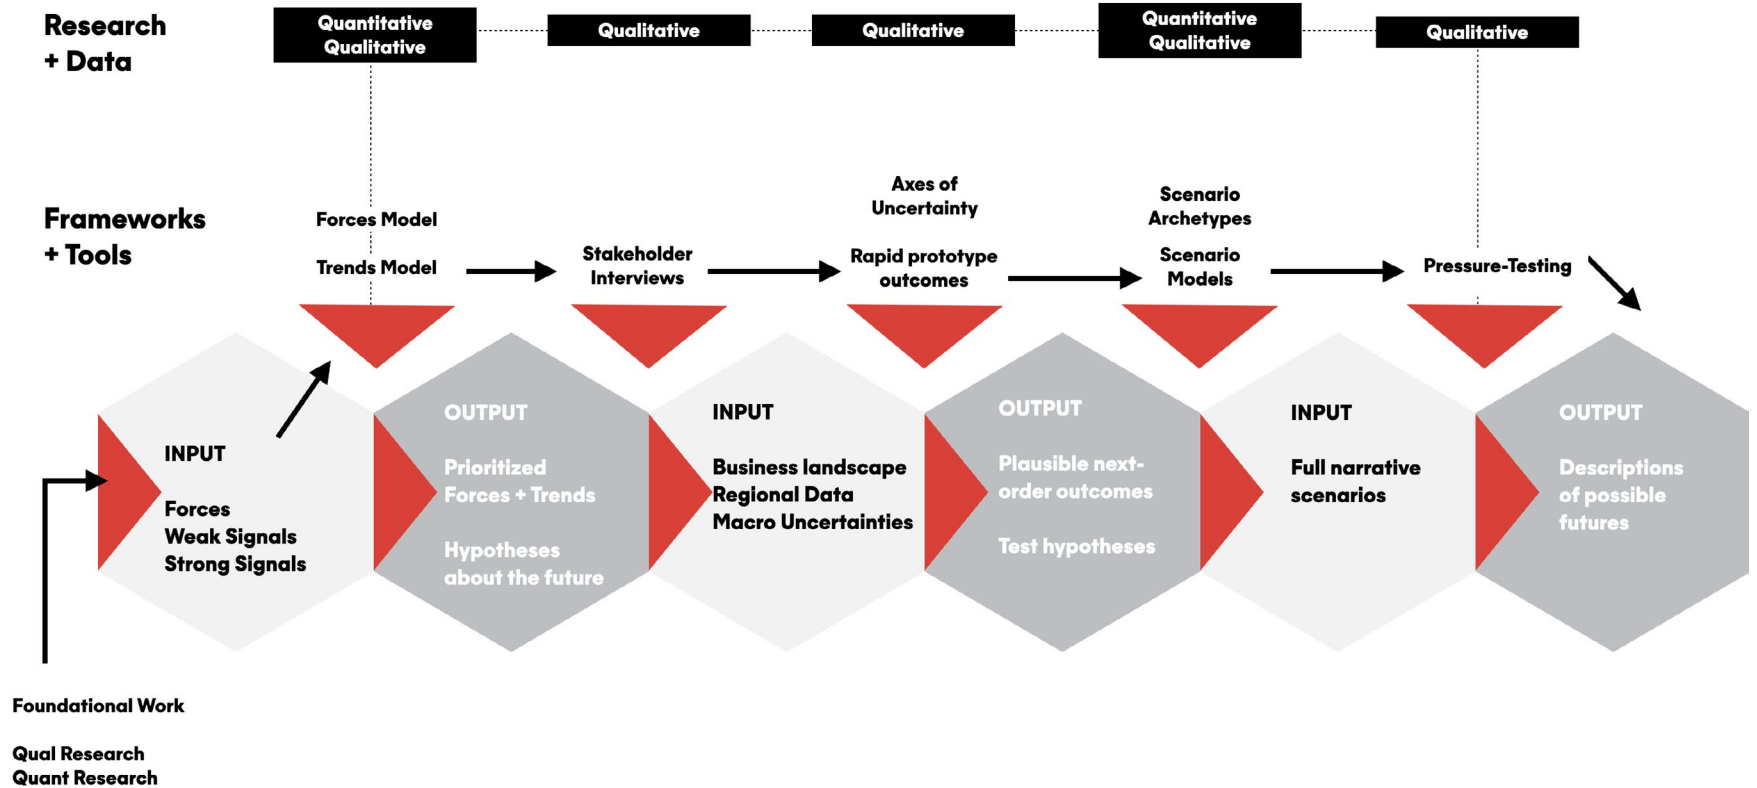 Research
+ Data
Quantitative
Qualitative
Qualitative
Qualitative
Quantitative
Qualitative
Qualitative
Frameworks
+ Tools
Forces Model
Trends Model
Stakeholder
Interviews
Axes of
Uncertainty
Rapid prototype
outcomes
Scenario
Archetypes
Scenario
Models
Pressure-Testing
INPUT
Forces
Weak Signals
Strong Signals
OUTPUT
Prioritized
Forces + Trends
Hypotheses
about the future
INPUT
Business landscape
Regional Data
Macro Uncertainties
OUTPUT
Plausible next-
order outcomes
Test hypotheses
INPUT
Full narrative
scenarios
OUTPUT
Descriptions
of possible
futures
Foundational Work
Qual Research
Quant Research